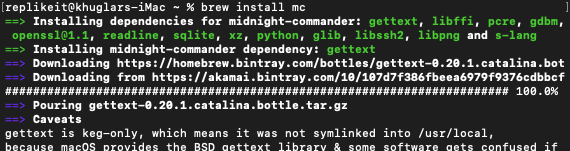 [replikeit@khuglars-iMac ~ % brew install mc
==> Installing dependencies for midnight-commander: gettext, libffi, pcre, gdbm,
openssl@1.1, readline, sqlite, xz, python, glib, libssh2, libpng and s-lang
==> Installing midnight-commander dependency: gettext
==> Downloading https://homebrew.bintray.com/bottles/gettext-0.20.1.catalina.bot
==> Downloading from https://akamai.bintray.com/10/107d7f386fbeea6979f9376cdbbcf
######################################################################## 100.0%
==> Pouring gettext-0.20.1.catalina.bottle.tar.gz
==> Caveats
gettext is keg-only, which means it was not symlinked into /usr/local,
because macOS provides the BSD gettext library & some software gets confused if